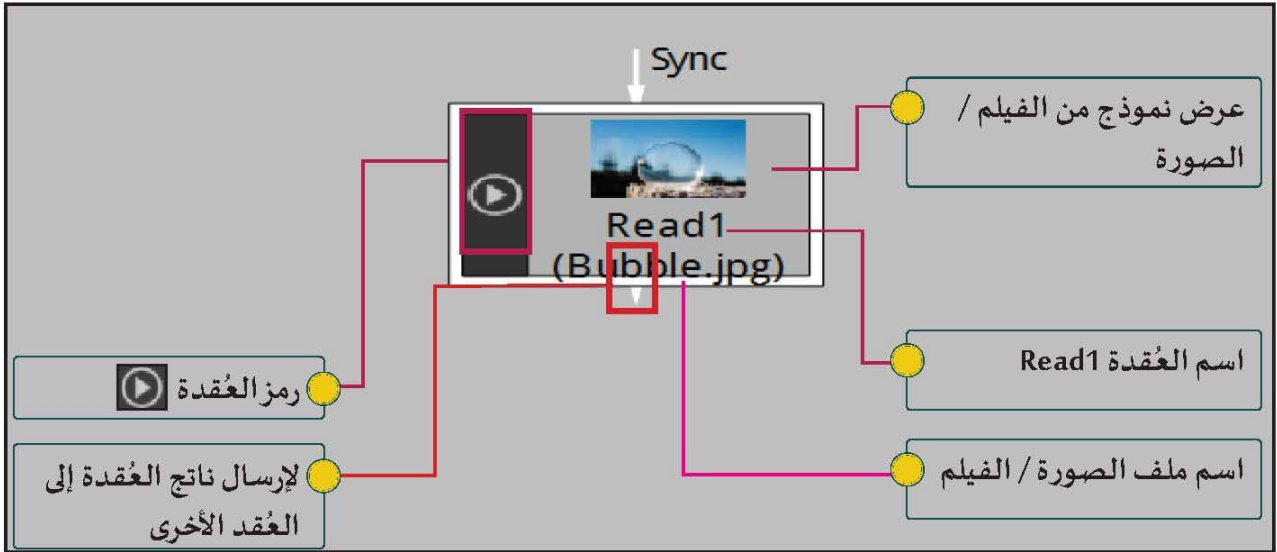 Sync
عرض نموذج من الفيلم /
الصورة
Read1
(Bubble.jpg)
اسم العُقدة Read1
رمز العُقدة
اسم ملف الصورة / الفيلم
لإرسال ناتج العُقدة إلى
العُقد الأخرى